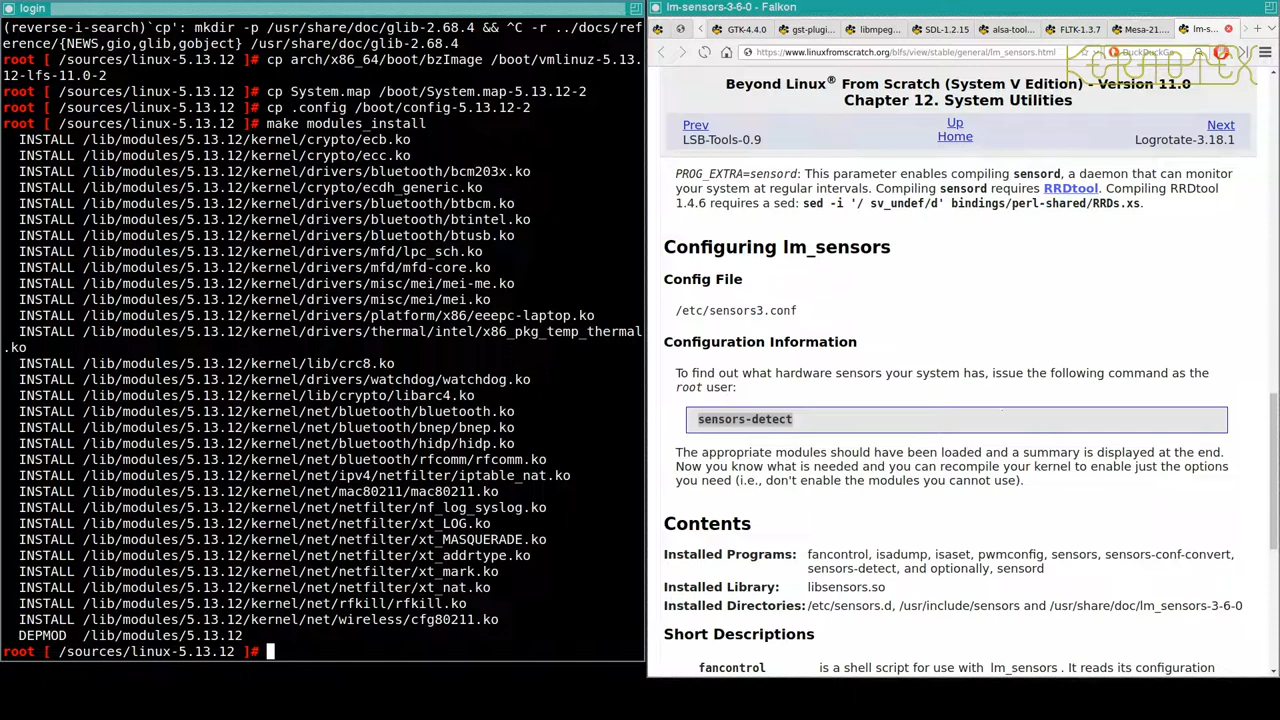 login
(reverse-i-search)`cp': mkdir -p /usr/share/doc/glib-2.68.4 && ^C -r ../docs/ref
erence/{NEWS,gio,glib,gobject} /usr/share/doc/glib-2.68.4
root [ /sources/linux-5.13.12 ]# cp arch/x86_64/boot/bzImage /boot/vmlinuz-5.13.
12-lfs-11.0-2
root [ /sources/linux-5.13.12 ]# cp System.map /boot/System.map-5.13.12-2
root [ /sources/linux-5.13.12 ]# cp .config /boot/config-5.13.12-2
root [ /sources/linux-5.13.12 ]# make modules_install
INSTALL /lib/modules/5.13.12/kernel/crypto/ecb.ko
INSTALL /lib/modules/5.13.12/kernel/crypto/ecc.ko
INSTALL /lib/modules/5.13.12/kernel/drivers/bluetooth/bcm203x.ko
INSTALL /lib/modules/5.13.12/kernel/crypto/ecdh_generic.ko
INSTALL /lib/modules/5.13.12/kernel/drivers/bluetooth/btbcm.ko
INSTALL /lib/modules/5.13.12/kernel/drivers/bluetooth/btintel.ko
INSTALL /lib/modules/5.13.12/kernel/drivers/bluetooth/btusb.ko
INSTALL /lib/modules/5.13.12/kernel/drivers/mfd/lpc_sch.ko
INSTALL /lib/modules/5.13.12/kernel/drivers/mfd/mfd-core.ko
INSTALL /lib/modules/5.13.12/kernel/drivers/misc/mei/mei-me.ko
INSTALL /lib/modules/5.13.12/kernel/drivers/misc/mei/mei.ko
INSTALL /lib/modules/5.13.12/kernel/drivers/platform/x86/eeepc-laptop.ko
INSTALL /lib/modules/5.13.12/kernel/drivers/thermal/intel/x86_pkg_temp_thermal
.ko
INSTALL /lib/modules/5.13.12/kernel/lib/crc8.ko
INSTALL /lib/modules/5.13.12/kernel/drivers/watchdog/watchdog.ko
INSTALL /lib/modules/5.13.12/kernel/lib/crypto/libarc4.ko
INSTALL /lib/modules/5.13.12/kernel/net/bluetooth/bluetooth.ko
INSTALL /lib/modules/5.13.12/kernel/net/bluetooth/bnep/bnep.ko
INSTALL /lib/modules/5.13.12/kernel/net/bluetooth/hidp/hidp.ko
INSTALL /lib/modules/5.13.12/kernel/net/bluetooth/rfcomm/rfcomm.ko
INSTALL /lib/modules/5.13.12/kernel/net/ipv4/netfilter/iptable_nat.ko
INSTALL /lib/modules/5.13.12/kernel/net/mac80211/mac80211.ko
INSTALL /lib/modules/5.13.12/kernel/net/netfilter/nf_log_syslog.ko
INSTALL /lib/modules/5.13.12/kernel/net/netfilter/xt_LOG.ko
INSTALL /lib/modules/5.13.12/kernel/net/netfilter/xt_MASQUERADE.ko
INSTALL /lib/modules/5.13.12/kernel/net/netfilter/xt_addrtype.ko
INSTALL /lib/modules/5.13.12/kernel/net/netfilter/xt_mark.ko
INSTALL /lib/modules/5.13.12/kernel/net/netfilter/xt_nat.ko
INSTALL /lib/modules/5.13.12/kernel/net/rfkill/rfkill.ko
INSTALL /lib/modules/5.13.12/kernel/net/wireless/cfg80211.ko
DEPMOD /lib/modules/5.13.12
root [ /sources/linux-5.13.12 ]#
lm-sensors-3-6-0 - Falkon
GTK-4.4.0 gst-plugi... libmpeg... SDL-1.2.15 alsa-tool... FLTK-1.3.7 Mesa-21.... lm-s...
https://www.linuxfromscratch.org/blfs/view/stable/general/lm_sensors.html DuckDuckGo
KERNOTEX
Beyond Linux® From Scratch (System V Edition) - Version 11.0
Chapter 12. System Utilities
Prev Up Next
LSB-Tools-0.9 Home Logrotate-3.18.1
PROG_EXTRA=sensord: This parameter enables compiling sensord, a daemon that can monitor
your system at regular intervals. Compiling sensord requires RRDtool. Compiling RRDtool
1.4.6 requires a sed: sed -i '/ sv_undef/d' bindings/perl-shared/RRDs.xs.
Configuring lm_sensors
Config File
/etc/sensors3.conf
Configuration Information
To find out what hardware sensors your system has, issue the following command as the
root user:
sensors-detect
The appropriate modules should have been loaded and a summary is displayed at the end.
Now you know what is needed and you can recompile your kernel to enable just the options
you need (i.e., don't enable the modules you cannot use).
Contents
Installed Programs: fancontrol, isadump, isaset, pwmconfig, sensors, sensors-conf-convert,
sensors-detect, and optionally, sensord
Installed Library: libsensors.so
Installed Directories: /etc/sensors.d, /usr/include/sensors and /usr/share/doc/lm_sensors-3-6-0
Short Descriptions
fancontrol is a shell script for use with lm_sensors. It reads its configuration